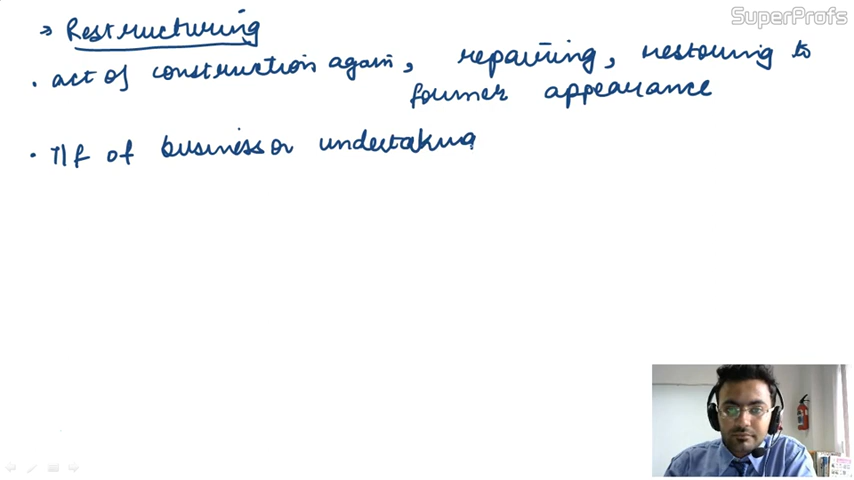 SuperProfs
→ Restructuring
• act of construction again, repairing, restoring to
former appearance
• T/f of business or undertaking